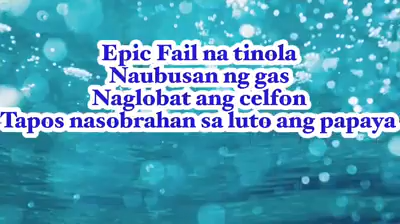 Epic Fail na tinola
Naubusan ng gas
Naglobat ang celfon
Tapos nasobrahan sa luto ang papaya